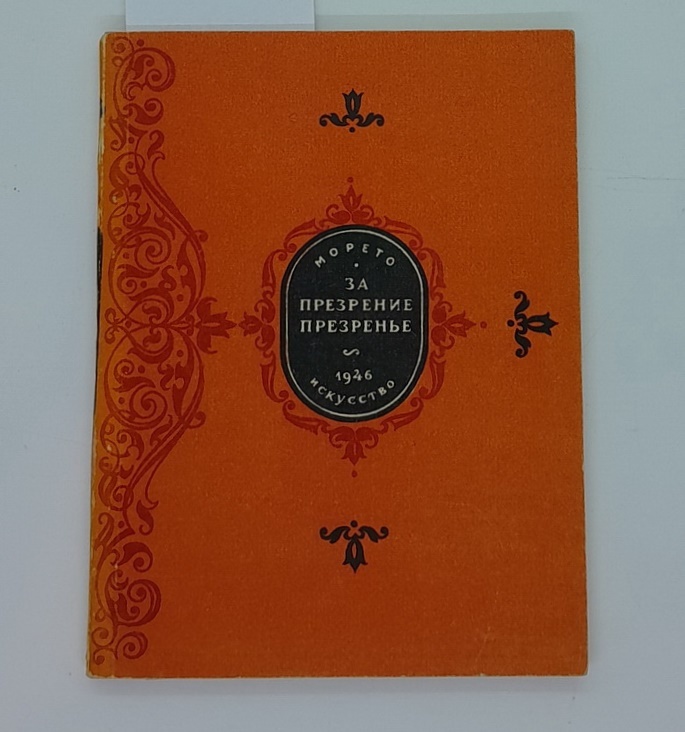 МОРЕТО
ЗА
ПРЕЗРЕНИЕ
ПРЕЗРЕНЬЕ
1946
ИСКУССТВО